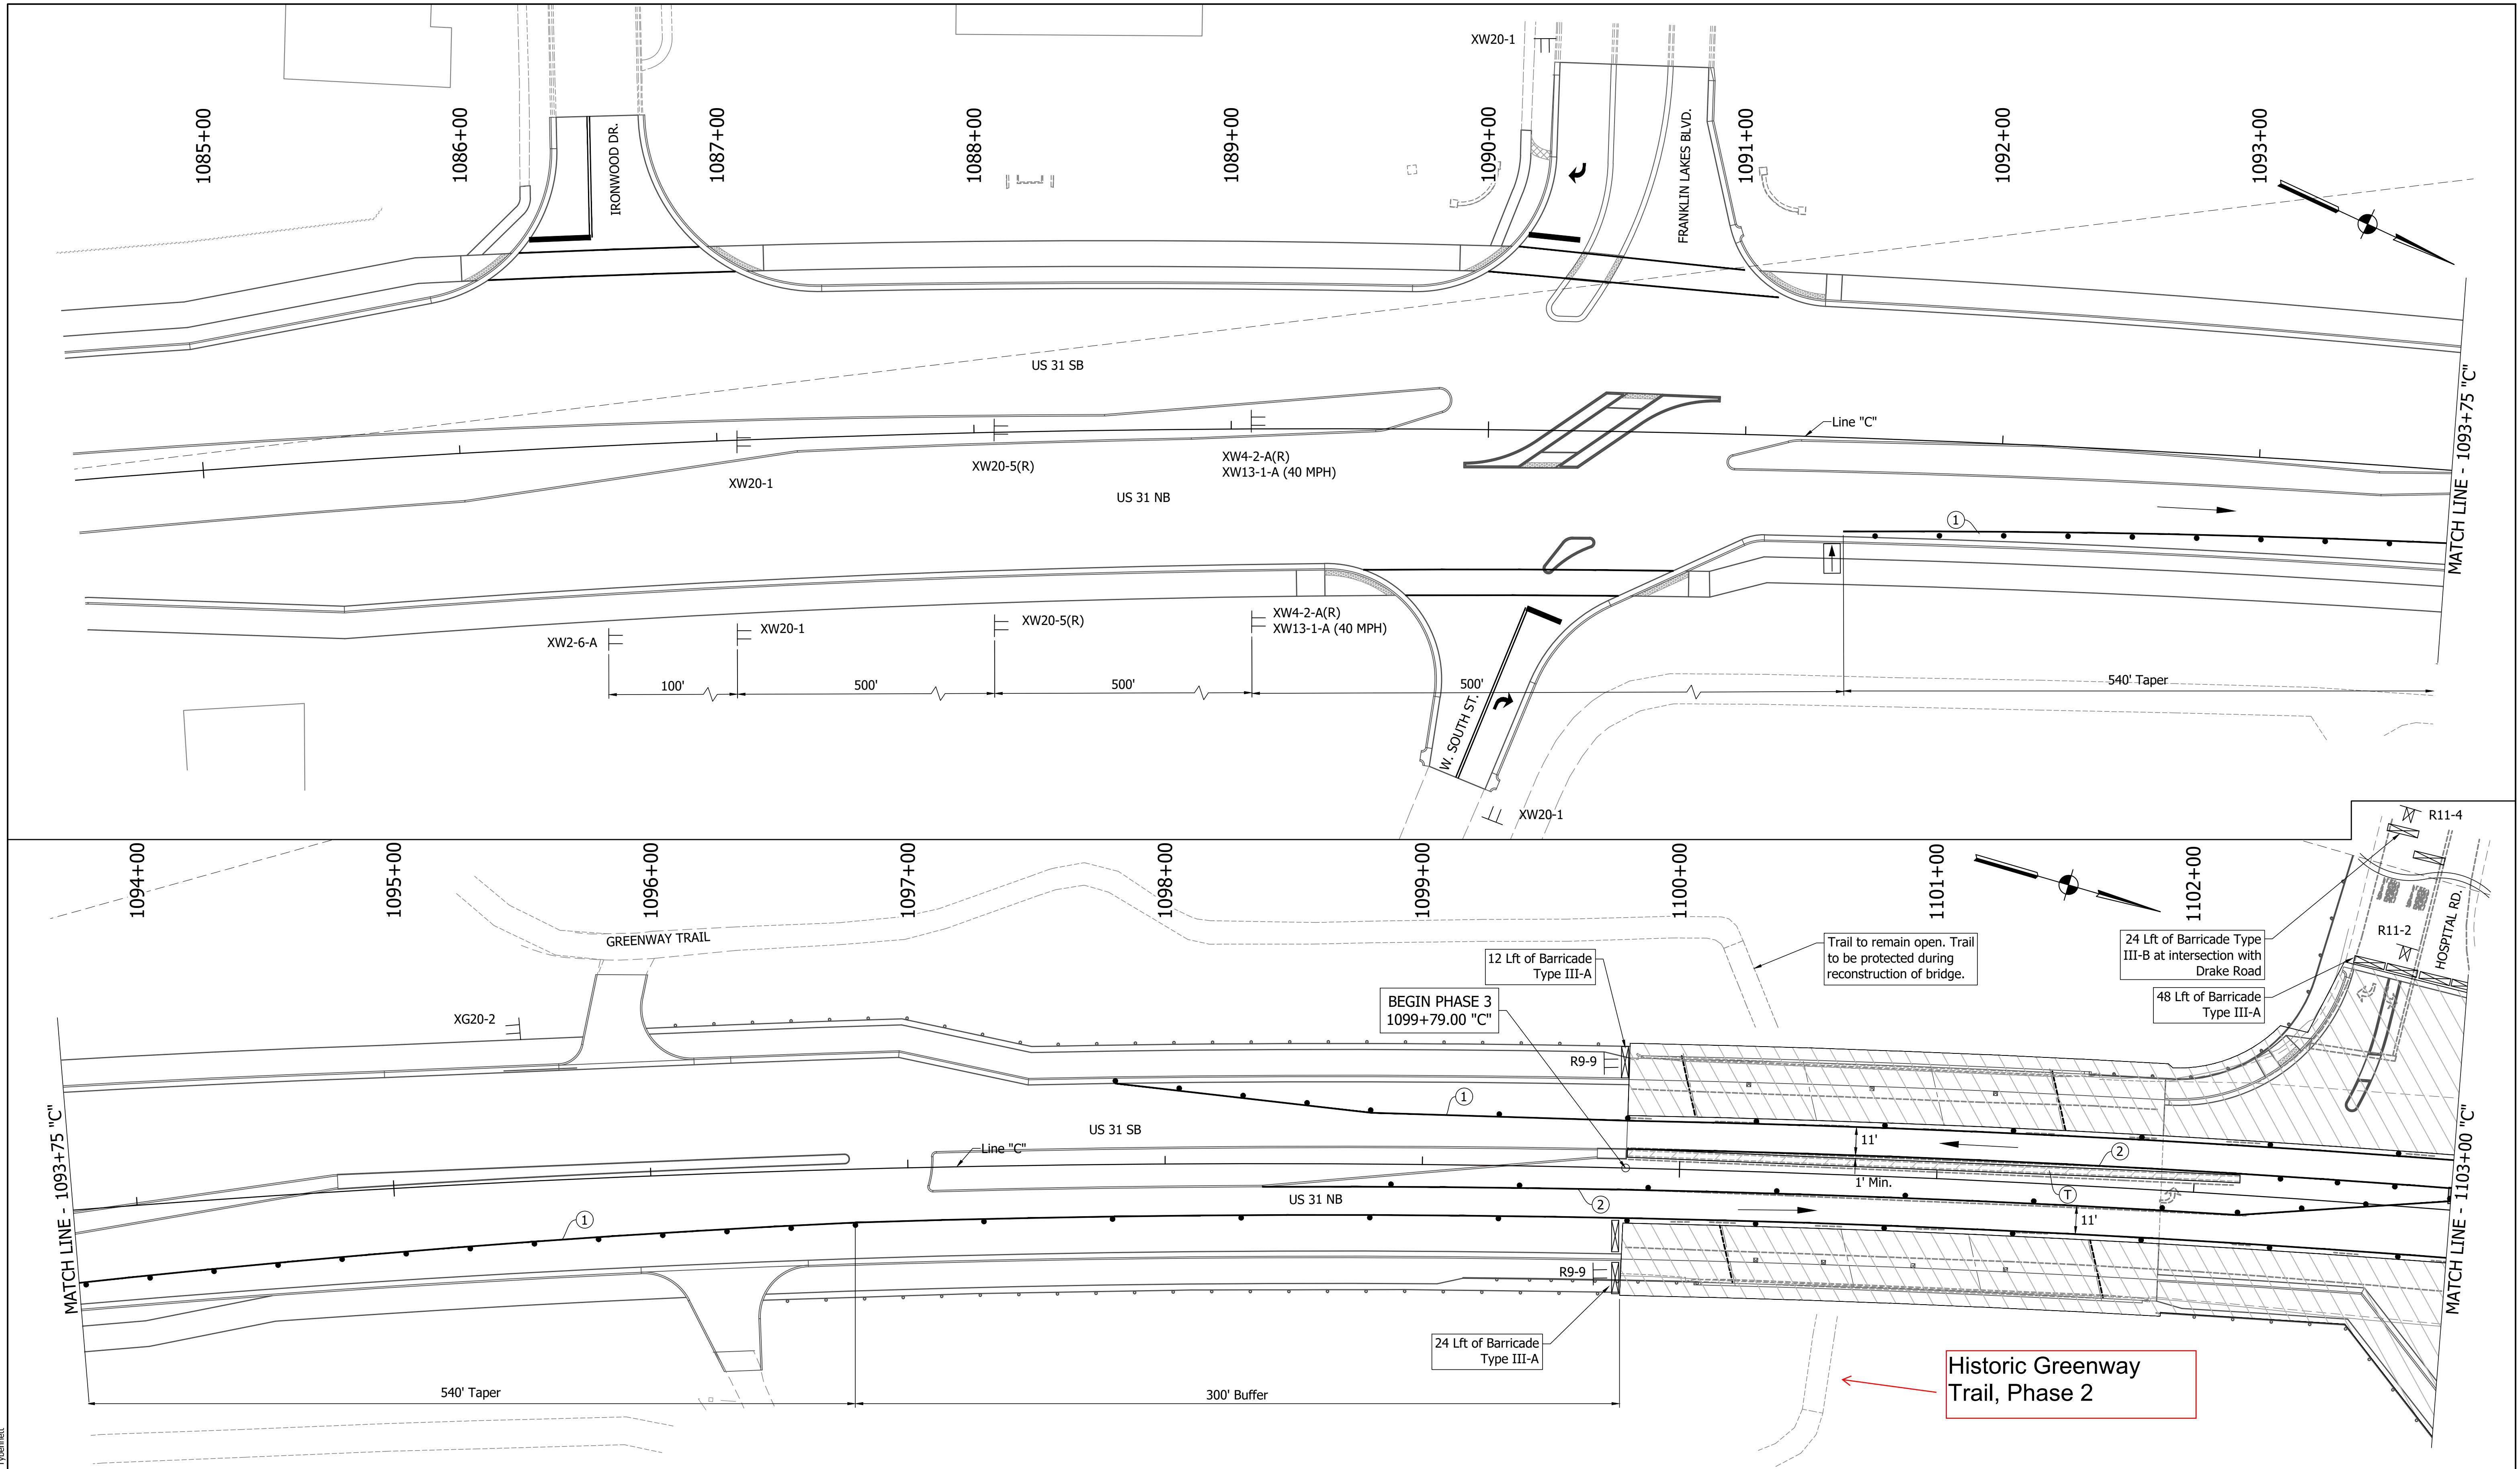 XW20-1
1085+00
1086+00
IRONWOOD DR.
1087+00
1088+00
1089+00
1090+00
FRANKLIN LAKES BLVD.
1091+00
1092+00
1093+00
US 31 SB
Line "C"
XW20-1
XW20-5(R)
XW4-2-A(R)
XW13-1-A (40 MPH)
US 31 NB
1
MATCH LINE - 1093+75 "C"
XW2-6-A
XW20-1
XW20-5(R)
XW4-2-A(R)
XW13-1-A (40 MPH)
100'
500'
500'
500'
540' Taper
W. SOUTH ST.
XW20-1
1094+00
1095+00
1096+00
1097+00
1098+00
1099+00
1100+00
1101+00
1102+00
R11-4
R11-2
HOSPITAL RD.
GREENWAY TRAIL
XG20-2
12 Lft of Barricade
Type III-A
BEGIN PHASE 3
1099+79.00 "C"
Trail to remain open. Trail
to be protected during
reconstruction of bridge.
24 Lft of Barricade Type
III-B at intersection with
Drake Road
48 Lft of Barricade
Type III-A
R9-9
1
US 31 SB
Line "C"
11'
2
1' Min.
T
US 31 NB
2
11'
1
MATCH LINE - 1093+75 "C"
MATCH LINE - 1103+00 "C"
R9-9
24 Lft of Barricade
Type III-A
540' Taper
300' Buffer
Historic Greenway
Trail, Phase 2